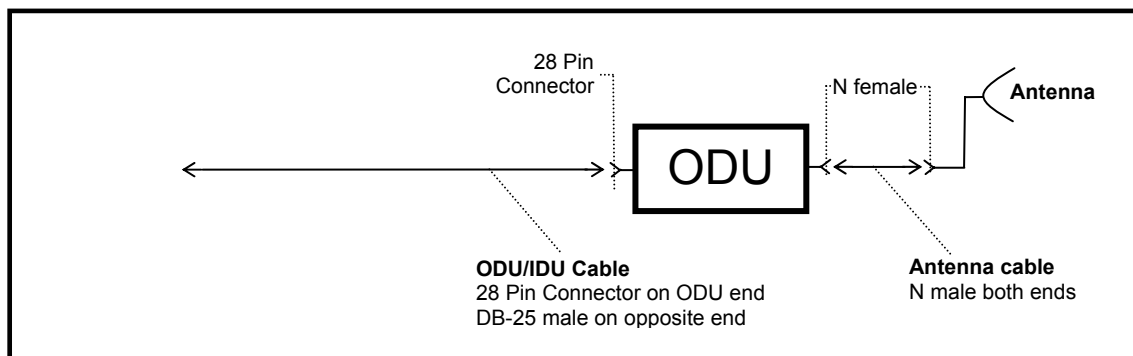 28 Pin
Connector
N female
Antenna
ODU
ODU/IDU Cable
28 Pin Connector on ODU end
DB-25 male on opposite end
Antenna cable
N male both ends